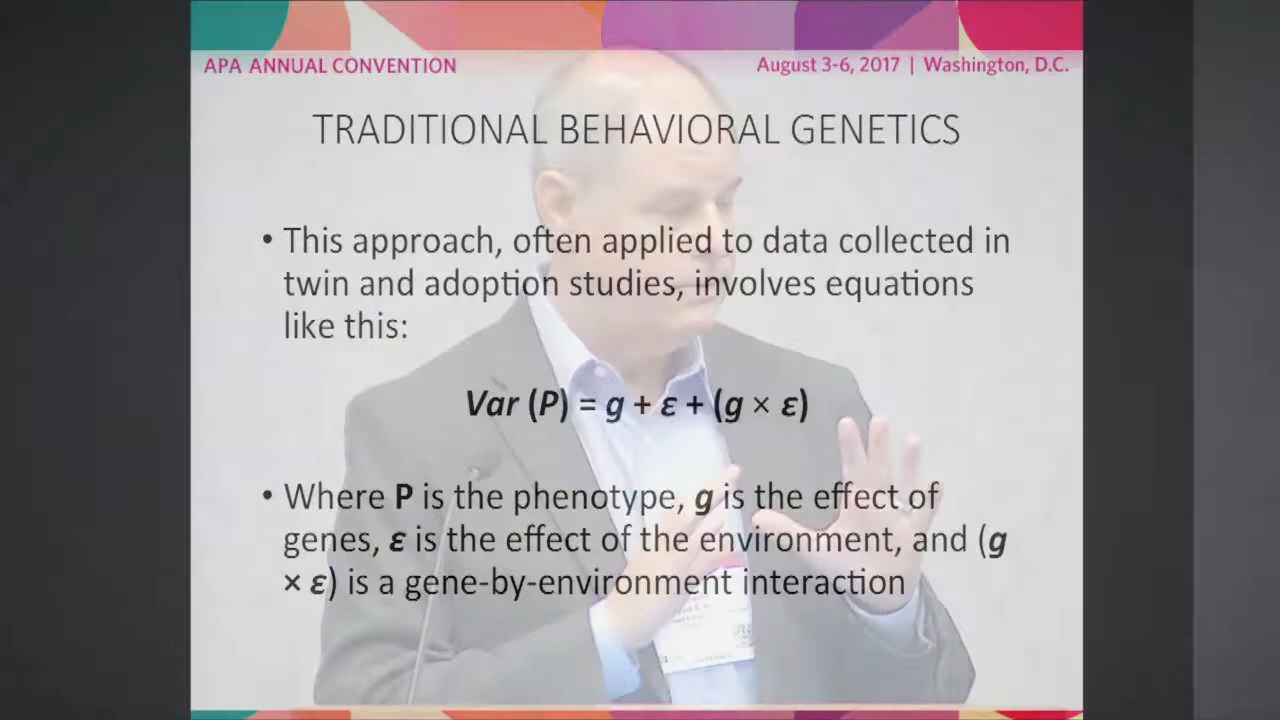 APA ANNUAL CONVENTION
August 3-6, 2017 | Washington, D.C.
TRADITIONAL BEHAVIORAL GENETICS
• This approach, often applied to data collected in
twin and adoption studies, involves equations
like this:
Var (P) = g + ε + (g × ε)
• Where P is the phenotype, g is the effect of
genes, ε is the effect of the environment, and (g
× ε) is a gene-by-environment interaction